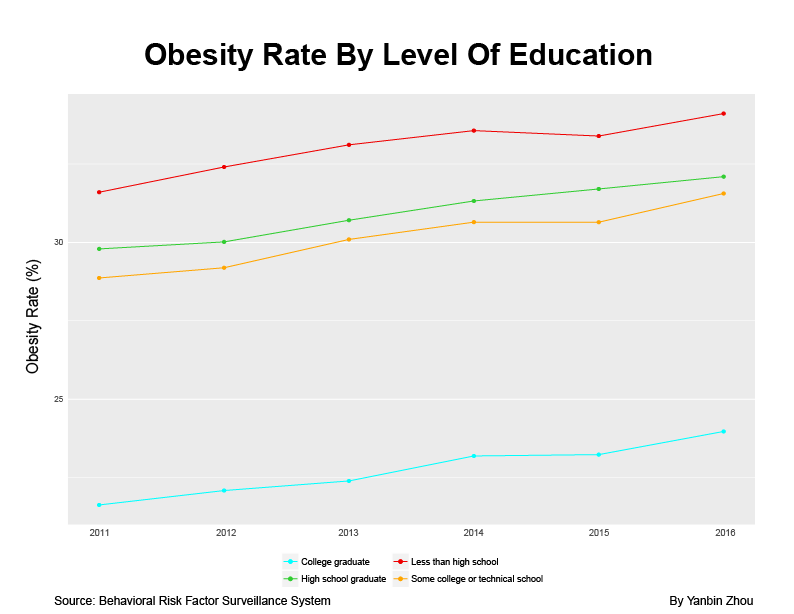 Obesity Rate By Level Of Education
Obesity Rate (%)
30
25
2011 2012 2013 2014 2015 2016
College graduate Less than high school
High school graduate Some college or technical school
Source: Behavioral Risk Factor Surveillance System By Yanbin Zhou